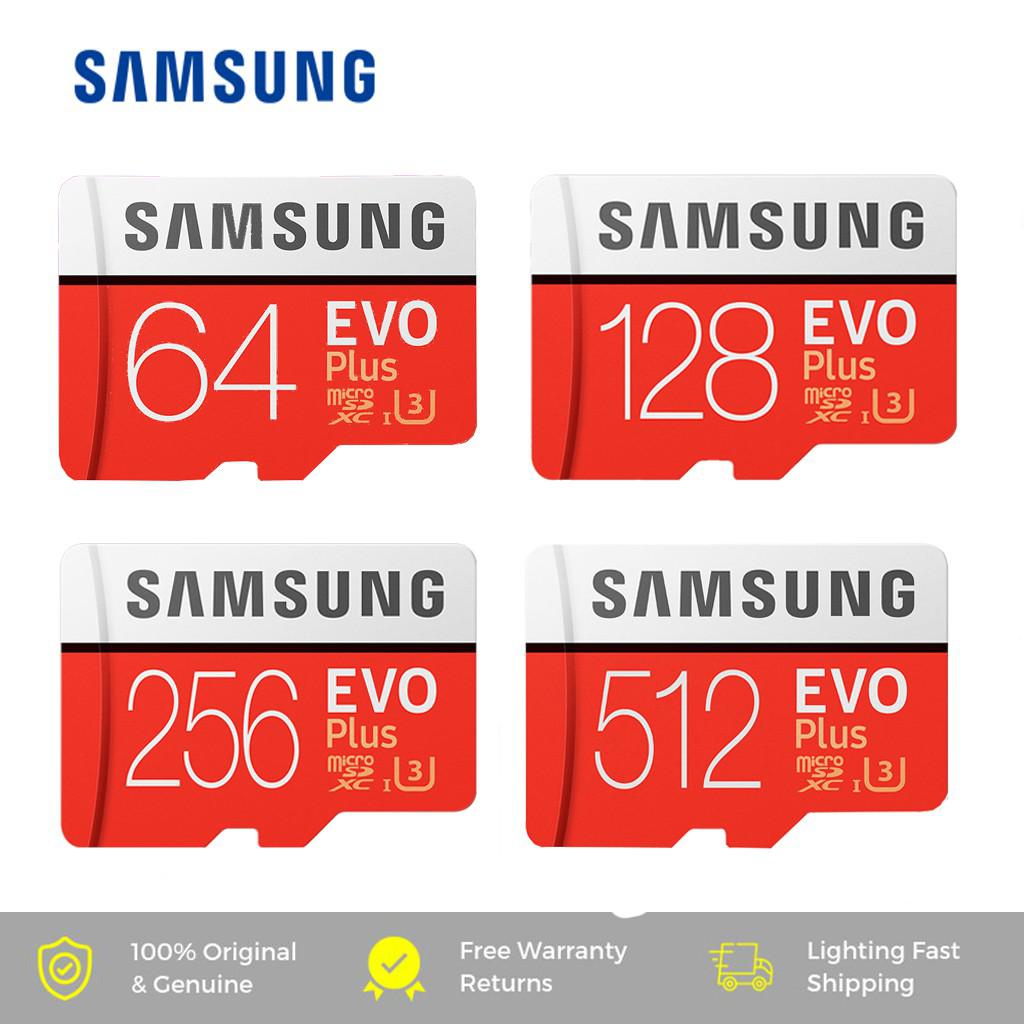 SAMSUNG
SAMSUNG
64 EVO
Plus
micro
SD
XC I U3
SAMSUNG
128 EVO
Plus
micro
SD
XC I U3
SAMSUNG
256 EVO
Plus
micro
SD
XC I U3
SAMSUNG
512 EVO
Plus
micro
SD
XC I U3
100% Original
& Genuine
Free Warranty
Returns
Lighting Fast
Shipping